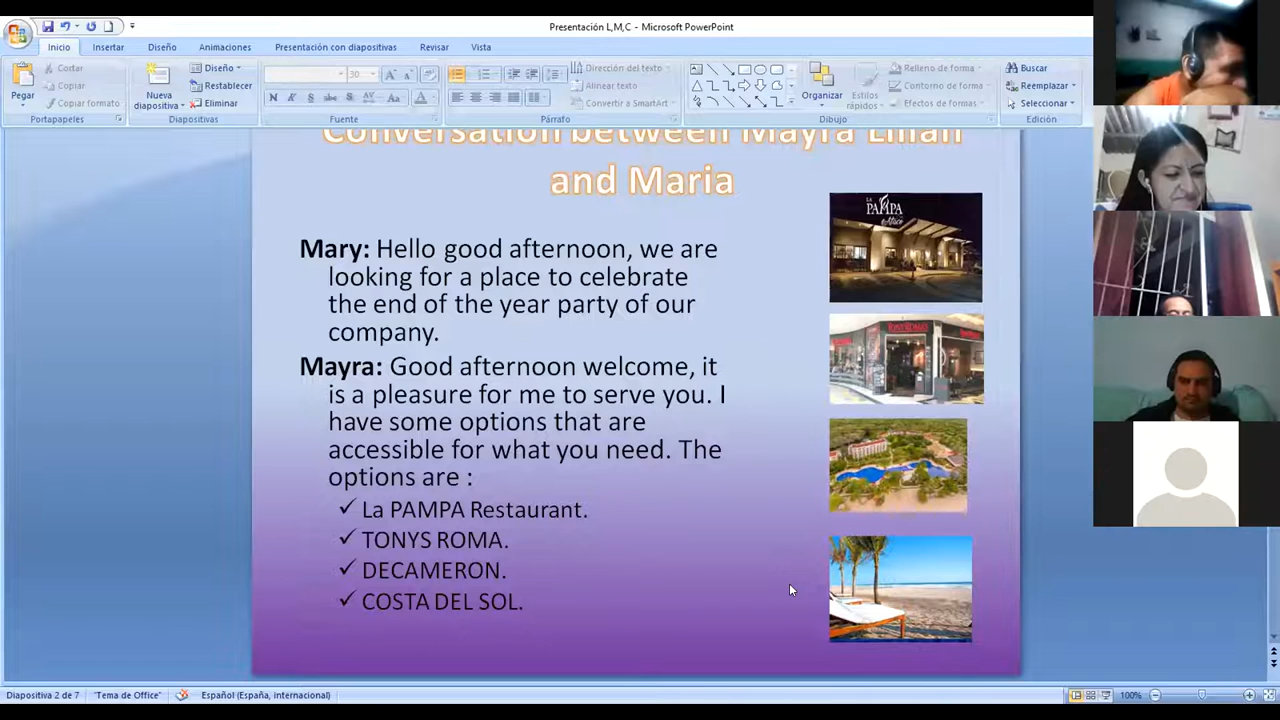 Presentación L,M,C - Microsoft PowerPoint
Inicio Insertar Diseño Animaciones Presentación con diapositivas Revisar Vista
Pegar
Cortar
Copiar
Copiar formato
Portapapeles
Nueva diapositiva
Diseño
Restablecer
Eliminar
Diapositivas
30
Fuente
Dirección del texto
Alinear texto
Convertir a SmartArt
Párrafo
Organizar
Estilos rápidos
Relleno de forma
Contorno de forma
Efectos de formas
Dibujo
Buscar
Reemplazar
Seleccionar
Edición
Conversation between Mayra Lilian
and Maria
Mary: Hello good afternoon, we are
looking for a place to celebrate
the end of the year party of our
company.
Mayra: Good afternoon welcome, it
is a pleasure for me to serve you. I
have some options that are
accessible for what you need. The
options are :
✓ La PAMPA Restaurant.
✓ TONYS ROMA.
✓ DECAMERON.
✓ COSTA DEL SOL.
LA PAMPA
Diapositiva 2 de 7 "Tema de Office" Español (España, internacional) 100%